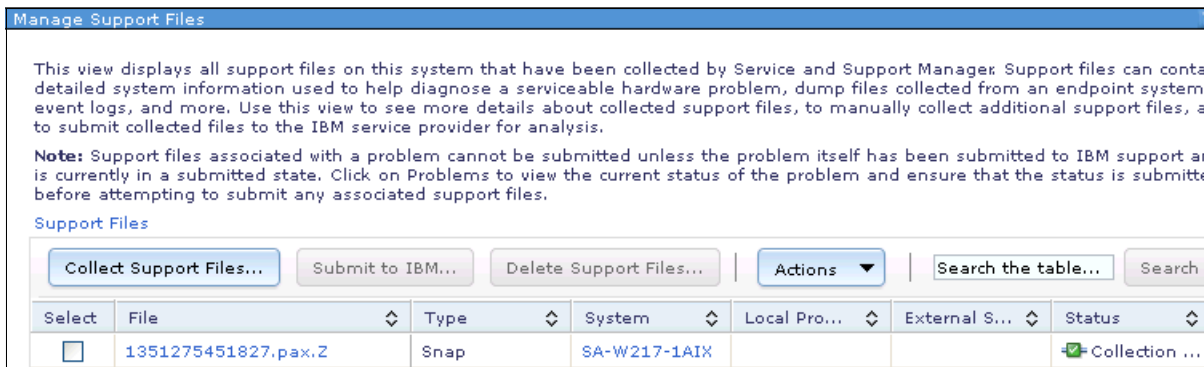 Manage Support Files
This view displays all support files on this system that have been collected by Service and Support Manager. Support files can conta
detailed system information used to help diagnose a serviceable hardware problem, dump files collected from an endpoint system
event logs, and more. Use this view to see more details about collected support files, to manually collect additional support files, a
to submit collected files to the IBM service provider for analysis.
Note: Support files associated with a problem cannot be submitted unless the problem itself has been submitted to IBM support a
is currently in a submitted state. Click on Problems to view the current status of the problem and ensure that the status is submitte
before attempting to submit any associated support files.
Support Files
Collect Support Files... Submit to IBM... Delete Support Files... Actions Search the table... Search
Select File Type System Local Pro... External S... Status
1351275451827.pax.Z Snap SA-W217-1AIX Collection ...